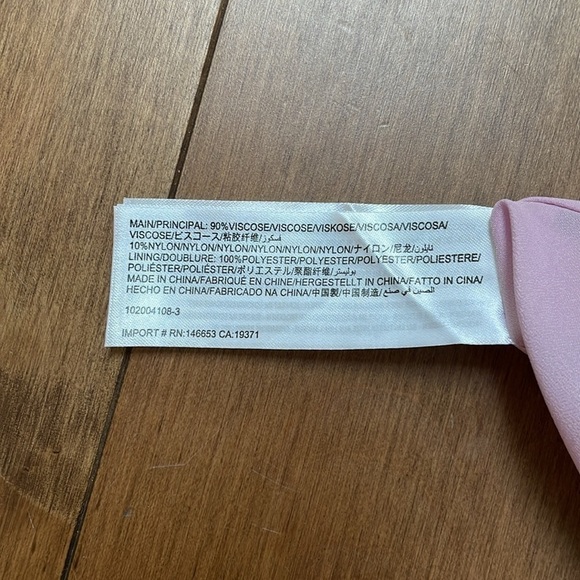 MAIN/PRINCIPAL: 90%VISCOSE/VISCOSE/VISKOSE/VISCOSA/VISCOSA/
VISCOSE/ビスコース/粘胶纤维/فسكوز
10%NYLON/NYLON/NYLON/NYLON/NYLON/NYLON/ナイロン/尼龙/نايلون
LINING/DOUBLURE: 100%POLYESTER/POLYESTER/POLYESTER/POLIESTERE/
POLIÉSTER/POLIÉSTER/ポリエステル/聚酯纤维/بوليستر
MADE IN CHINA/FABRIQUÉ EN CHINE/HERGESTELLT IN CHINA/FATTO IN CINA/
HECHO EN CHINA/FABRICADO NA CHINA/中国製/中国制造/الصين في صنع
102004108-3
IMPORT # RN:146653 CA:19371